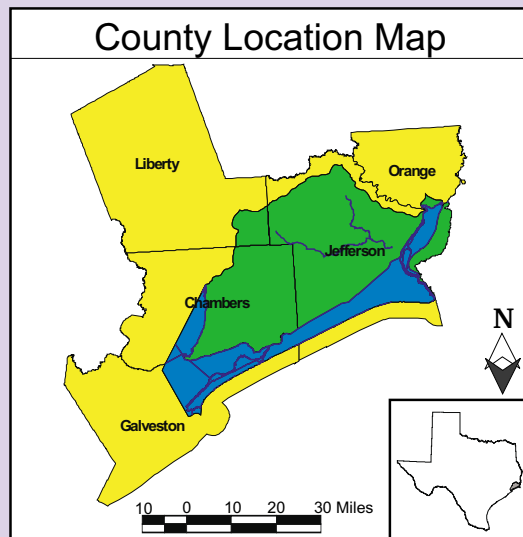 County Location Map
Liberty
Orange
Jefferson
Chambers
Galveston
N
10 0 10 20 30 Miles